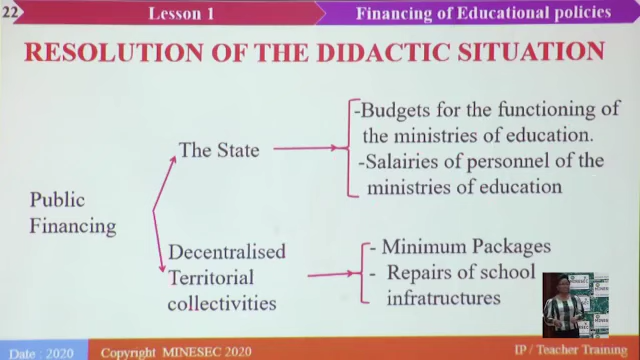 22
Lesson 1
Financing of Educational policies
RESOLUTION OF THE DIDACTIC SITUATION
Public
Financing
The State
-Budgets for the functioning of
the ministries of education.
-Salairies of personnel of the
ministries of education
Decentralised
Territorial
collectivities
- Minimum Packages
- Repairs of school
infratructures
Date : 2020
Copyright MINESEC 2020
IP / Teacher Training